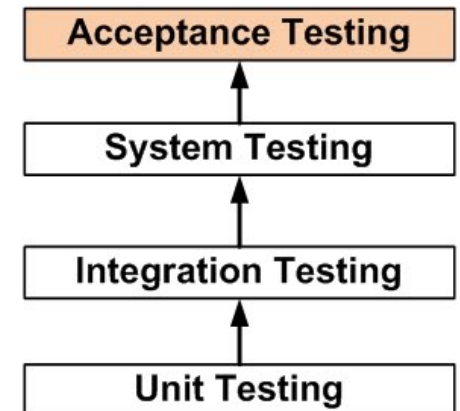 Acceptance Testing
System Testing
Integration Testing
Unit Testing